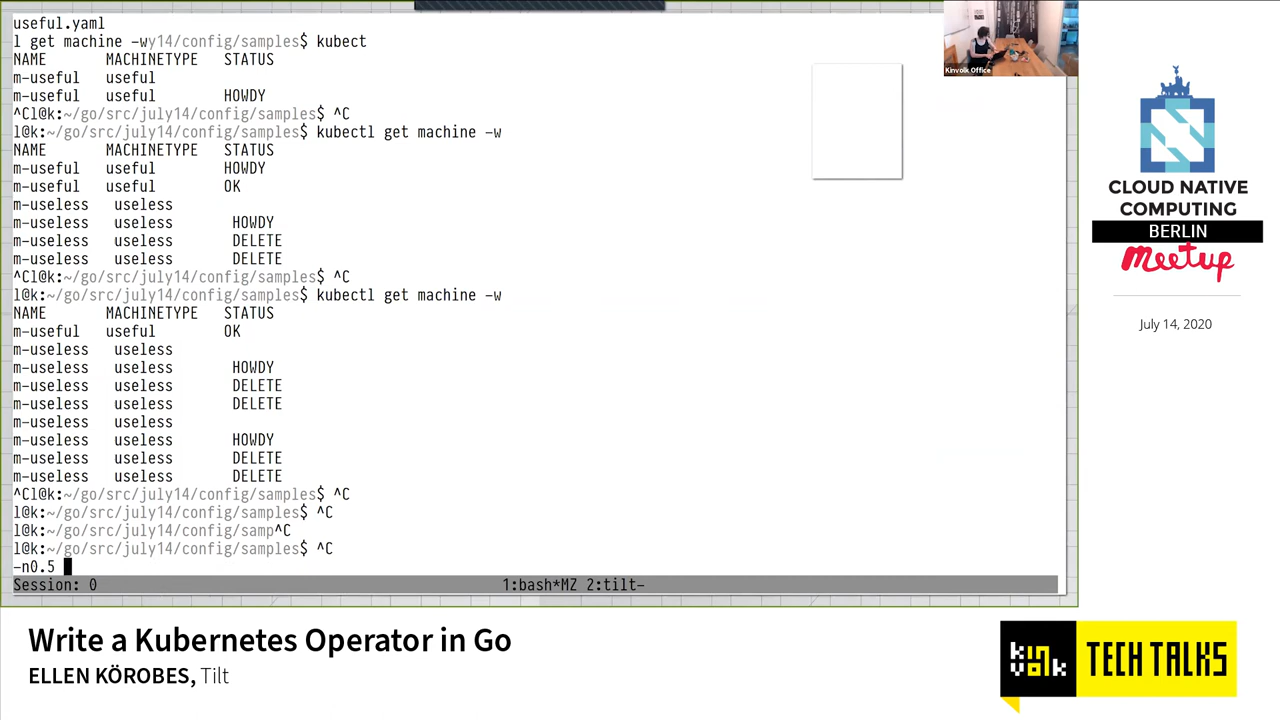 useful.yaml
l get machine -wy14/config/samples$ kubect
NAME MACHINETYPE STATUS
m-useful useful
m-useful useful HOWDY
^Cl@k:~/go/src/july14/config/samples$ ^C
l@k:~/go/src/july14/config/samples$ kubectl get machine -w
NAME MACHINETYPE STATUS
m-useful useful HOWDY
m-useful useful OK
m-useless useless
m-useless useless HOWDY
m-useless useless DELETE
m-useless useless DELETE
^Cl@k:~/go/src/july14/config/samples$ ^C
l@k:~/go/src/july14/config/samples$ kubectl get machine -w
NAME MACHINETYPE STATUS
m-useful useful OK
m-useless useless
m-useless useless HOWDY
m-useless useless DELETE
m-useless useless DELETE
m-useless useless
m-useless useless HOWDY
m-useless useless DELETE
m-useless useless DELETE
^Cl@k:~/go/src/july14/config/samples$ ^C
l@k:~/go/src/july14/config/samples$ ^C
l@k:~/go/src/july14/config/samp^C
l@k:~/go/src/july14/config/samples$ ^C
-n0.5
Session: 0 1:bash*MZ 2:tilt-
Kinvolk Office
CLOUD NATIVE
COMPUTING
BERLIN
Meetup
July 14, 2020
Write a Kubernetes Operator in Go
ELLEN KÖROBES, Tilt
kinvolk
TECH TALKS